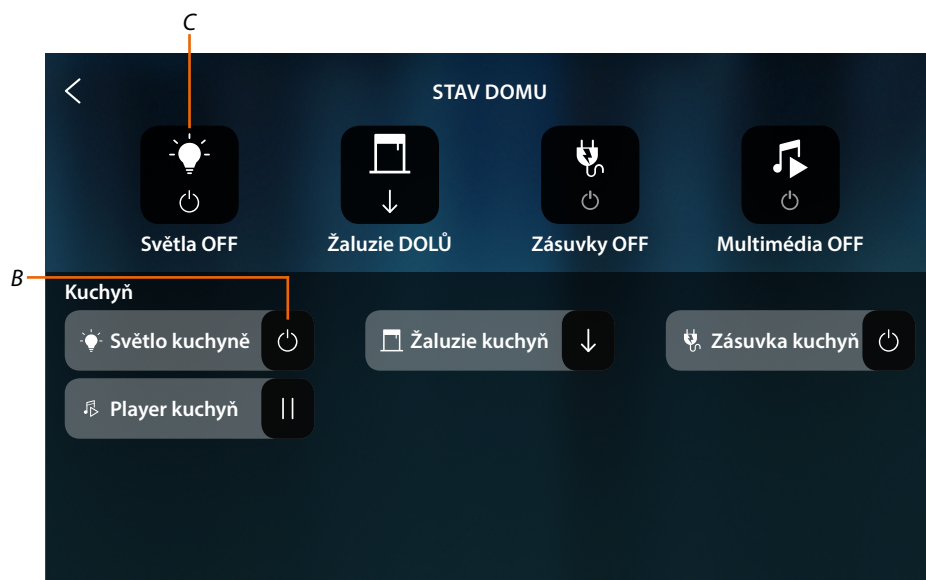 C
STAV DOMU
Světla OFF
Žaluzie DOLŮ
Zásuvky OFF
Multimédia OFF
B
Kuchyň
Světlo kuchyně
Žaluzie kuchyň
Zásuvka kuchyň
Player kuchyň